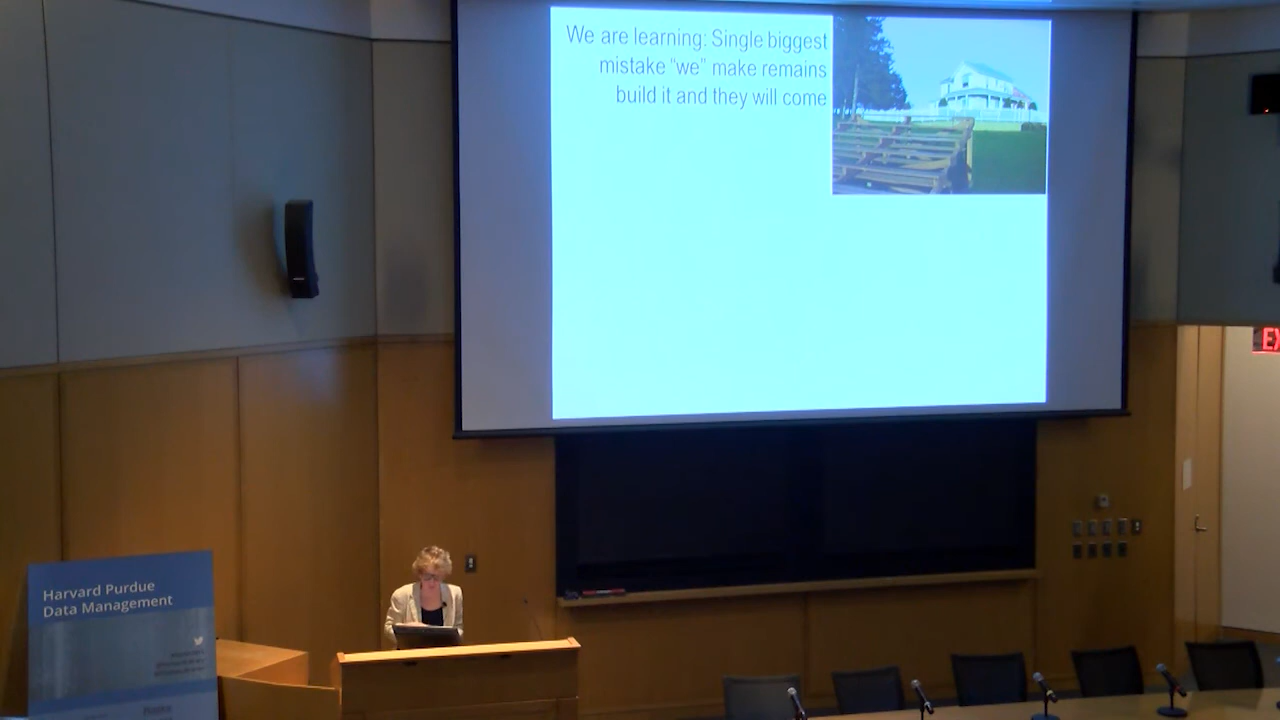 We are learning: Single biggest
mistake "we" make remains
build it and they will come
Harvard Purdue
Data Management